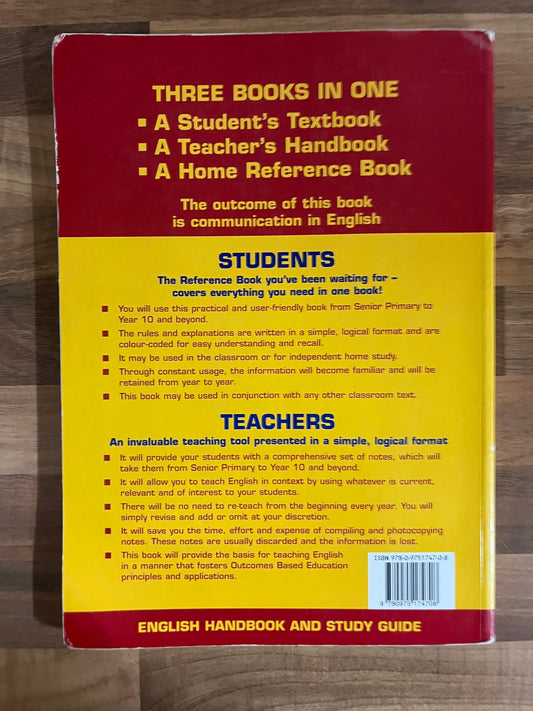 THREE BOOKS IN ONE
▪ A Student's Textbook
▪ A Teacher's Handbook
▪ A Home Reference Book
The outcome of this book
is communication in English
STUDENTS
The Reference Book you've been waiting for –
covers everything you need in one book!
▪ You will use this practical and user-friendly book from Senior Primary to
Year 10 and beyond.
▪ The rules and explanations are written in a simple, logical format and are
colour-coded for easy understanding and recall.
▪ It may be used in the classroom or for independent home study.
▪ Through constant usage, the information will become familiar and will be
retained from year to year.
▪ This book may be used in conjunction with any other classroom text.
TEACHERS
An invaluable teaching tool presented in a simple, logical format
▪ It will provide your students with a comprehensive set of notes, which will
take them from Senior Primary to Year 10 and beyond.
▪ It will allow you to teach English in context by using whatever is current,
relevant and of interest to your students.
▪ There will be no need to re-teach from the beginning every year. You will
simply revise and add or omit at your discretion.
▪ It will save you the time, effort and expense of compiling and photocopying
notes. These notes are usually discarded and the information is lost.
▪ This book will provide the basis for teaching English
in a manner that fosters Outcomes Based Education
principles and applications.
ISBN 978-0-9751747-0-8
9 780975 174708
ENGLISH HANDBOOK AND STUDY GUIDE